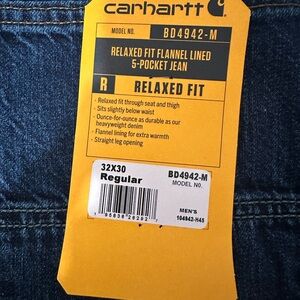 carhartt
MODEL NO. BD4942-M
RELAXED FIT FLANNEL LINED
5-POCKET JEAN
R RELAXED FIT
• Relaxed fit through seat and thigh
• Sits slightly below waist
• Ounce-for-ounce as durable as our
heavyweight denim
• Flannel lining for extra warmth
• Straight leg opening
32X30
Regular
BD4942-M
MODEL NO.
MEN'S
104942-H45